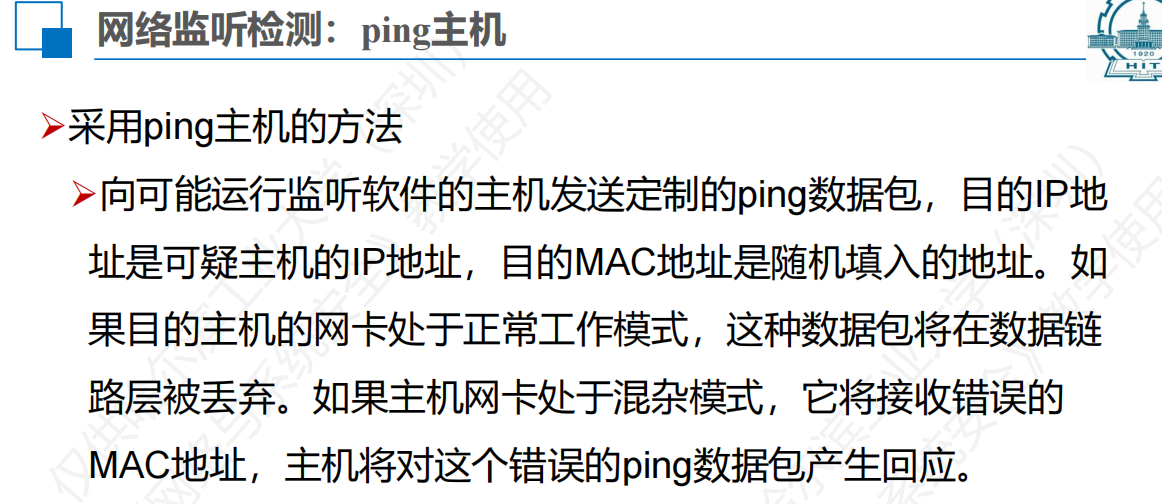 网络监听检测：ping主机
1920
HIT
采用ping主机的方法
向可能运行监听软件的主机发送定制的ping数据包，目的IP地
址是可疑主机的IP地址，目的MAC地址是随机填入的地址。如
果目的主机的网卡处于正常工作模式，这种数据包将在数据链
路层被丢弃。如果主机网卡处于混杂模式，它将接收错误的
MAC地址，主机将对这个错误的ping数据包产生回应。